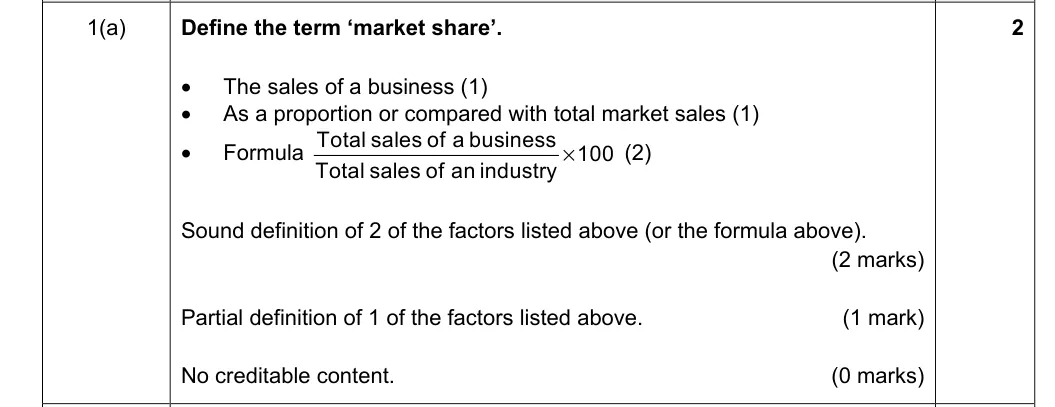 1(a) Define the term ‘market share’. 2
• The sales of a business (1)
• As a proportion or compared with total market sales (1)
• Formula Total sales of a business / Total sales of an industry ×100 (2)
Sound definition of 2 of the factors listed above (or the formula above).
(2 marks)
Partial definition of 1 of the factors listed above. (1 mark)
No creditable content. (0 marks)